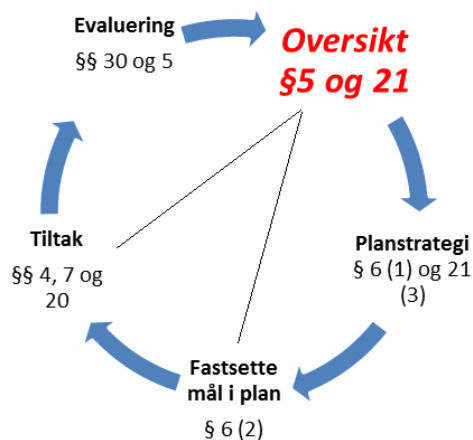 Evaluering
§§ 30 og 5
Oversikt
§5 og 21
Planstrategi
§ 6 (1) og 21
(3)
Fastsette
mål i plan
§ 6 (2)
Tiltak
§§ 4, 7 og
20